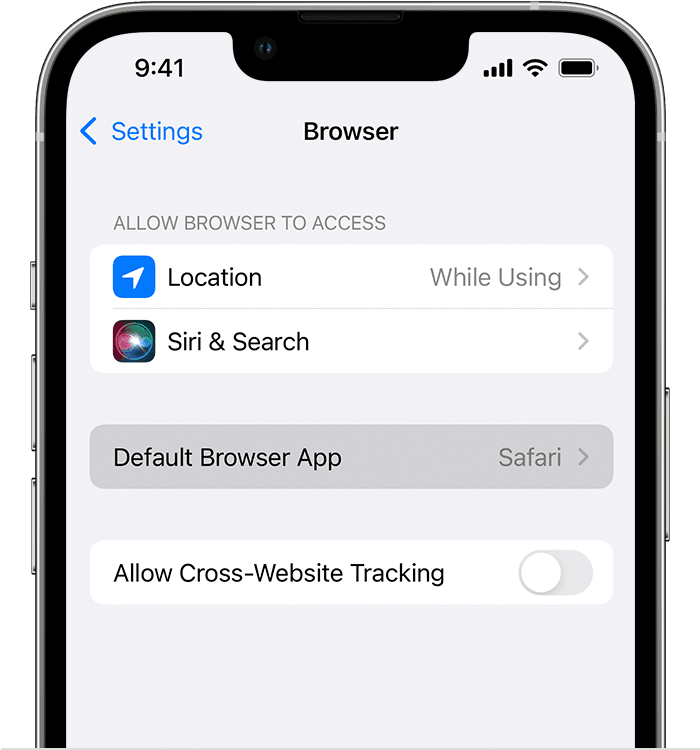 9:41
Settings
Browser
ALLOW BROWSER TO ACCESS
Location While Using
Siri & Search
Default Browser App Safari
Allow Cross-Website Tracking